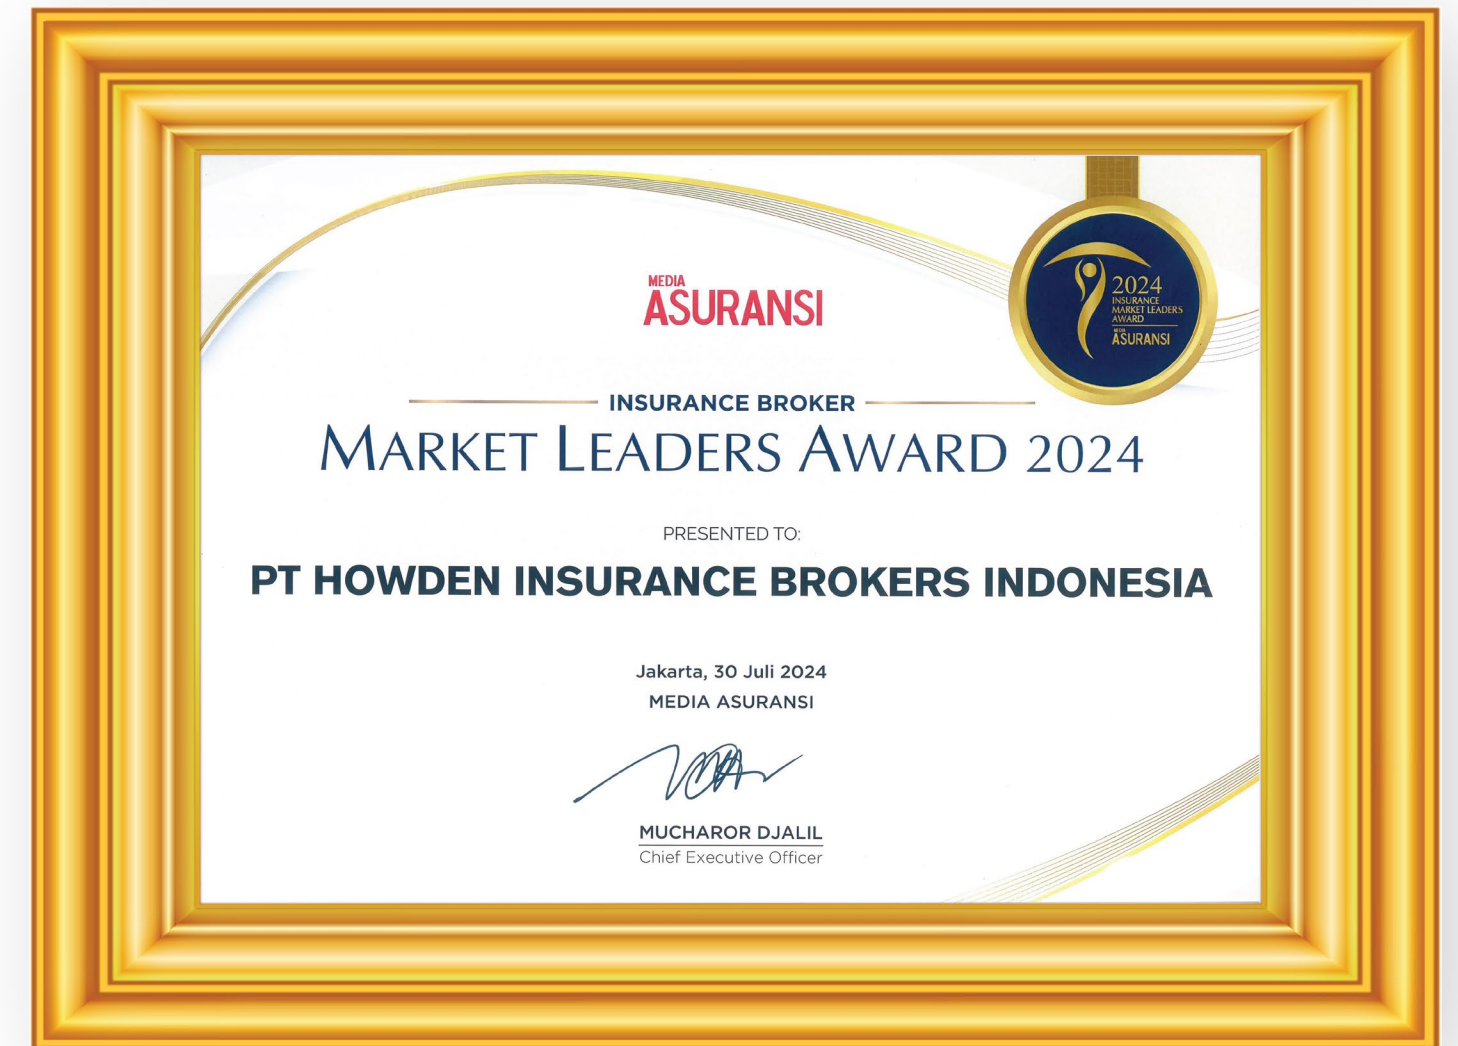 MEDIA
ASURANSI
2024
INSURANCE
MARKET LEADERS
AWARD
MEDIA
ASURANSI
INSURANCE BROKER
MARKET LEADERS AWARD 2024
PRESENTED TO:
PT HOWDEN INSURANCE BROKERS INDONESIA
Jakarta, 30 Juli 2024
MEDIA ASURANSI
MUCHAROR DJALIL
Chief Executive Officer